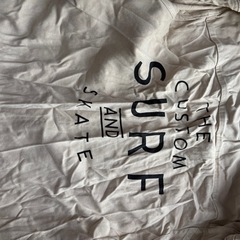 THE
CUSTOM
SURF
AND
SKATE